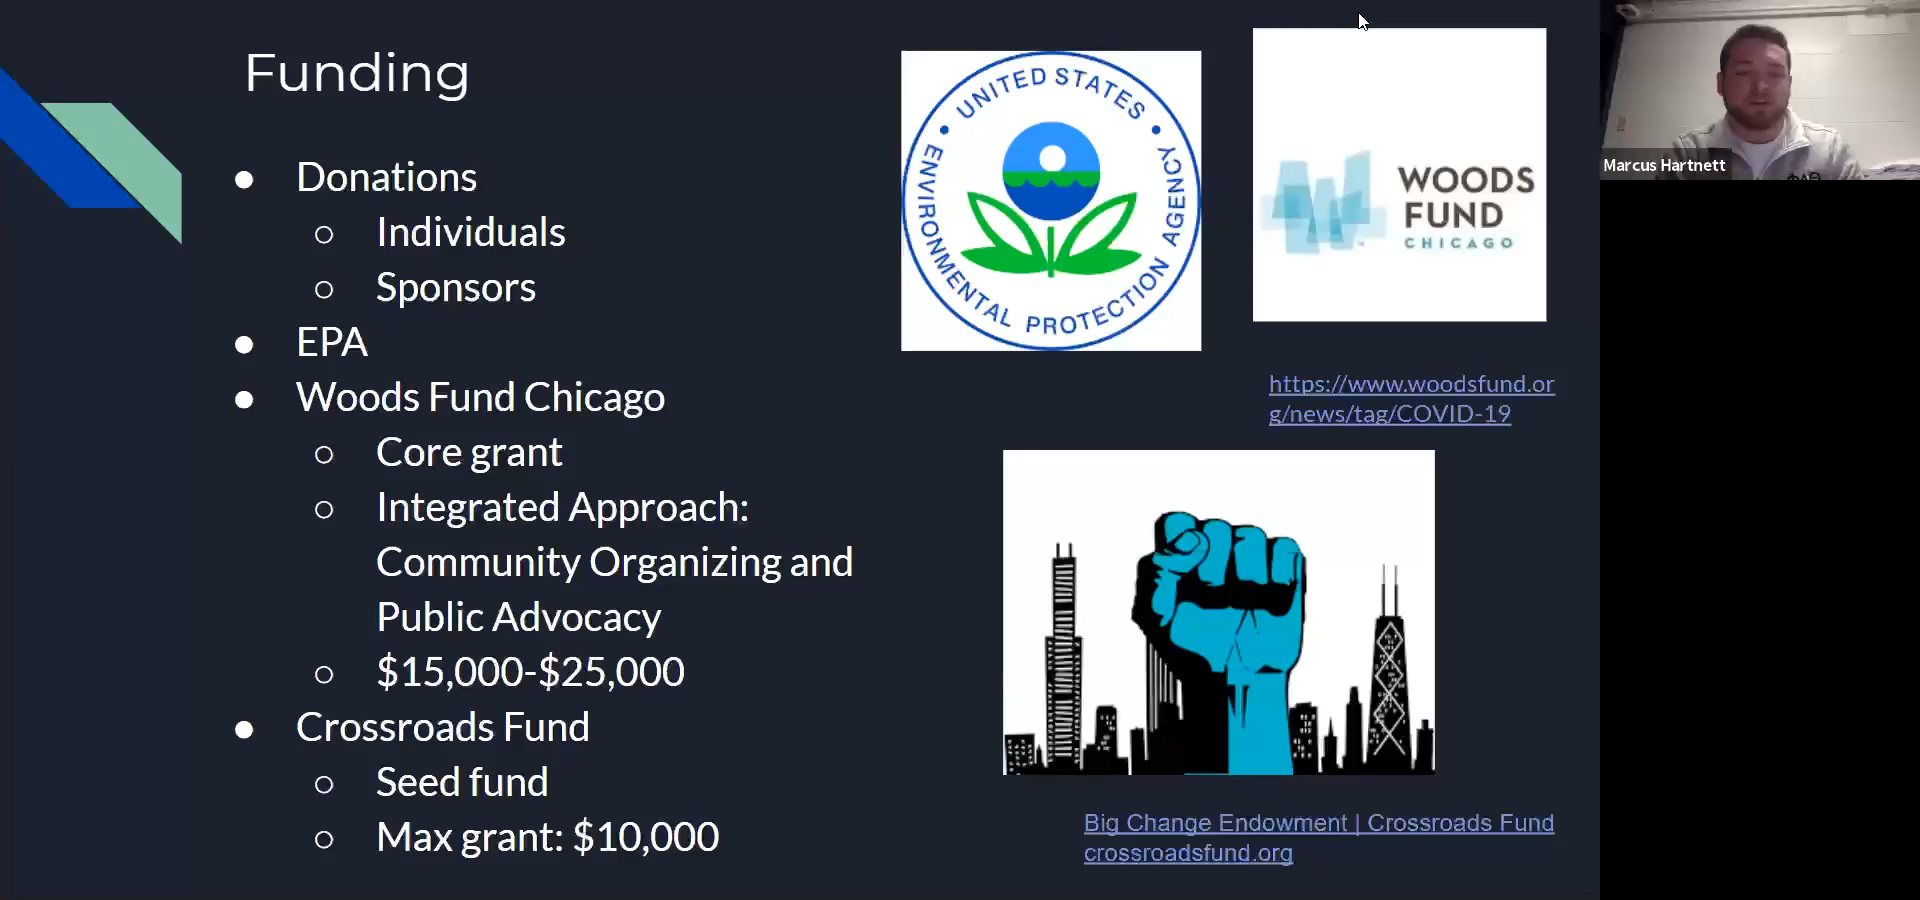 Funding
Donations
Individuals
Sponsors
EPA
Woods Fund Chicago
Core grant
Integrated Approach:
Community Organizing and
Public Advocacy
$15,000-$25,000
Crossroads Fund
Seed fund
Max grant: $10,000
UNITED STATES
ENVIRONMENTAL PROTECTION AGENCY
WOODS
FUND
CHICAGO
https://www.woodsfund.or
g/news/tag/COVID-19
Big Change Endowment | Crossroads Fund
crossroadsfund.org
Marcus Hartnett
ΦΔΘ